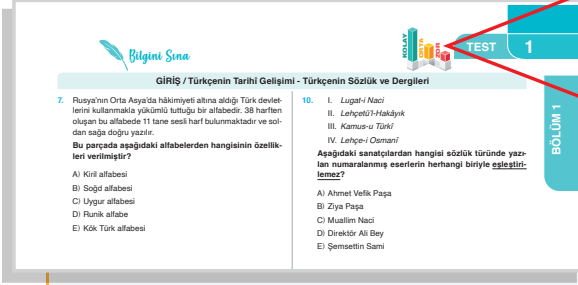 Bilgini Sına
KOLAY
ORTA
ZOR
TEST 1
BÖLÜM 1
GİRİŞ / Türkçenin Tarihî Gelişimi - Türkçenin Sözlük ve Dergileri
7. Rusya'nın Orta Asya'da hâkimiyeti altına aldığı Türk devlet-
lerini kullanmakla yükümlü tuttuğu bir alfabedir. 38 harften
oluşan bu alfabede 11 tane sesli harf bulunmaktadır ve sol-
dan sağa doğru yazılır.
Bu parçada aşağıdaki alfabelerden hangisinin özellik-
leri verilmiştir?
A) Kiril alfabesi
B) Soğd alfabesi
C) Uygur alfabesi
D) Runik alfabe
E) Kök Türk alfabesi
10. I. Lugat-i Naci
II. Lehçetü'l-Hakâyık
III. Kamus-u Türkî
IV. Lehçe-i Osmanî
Aşağıdaki sanatçılardan hangisi sözlük türünde yazı-
lan numaralanmış eserlerin herhangi biriyle eşleştiri-
lemez?
A) Ahmet Vefik Paşa
B) Ziya Paşa
C) Muallim Naci
D) Direktör Ali Bey
E) Şemsettin Sami